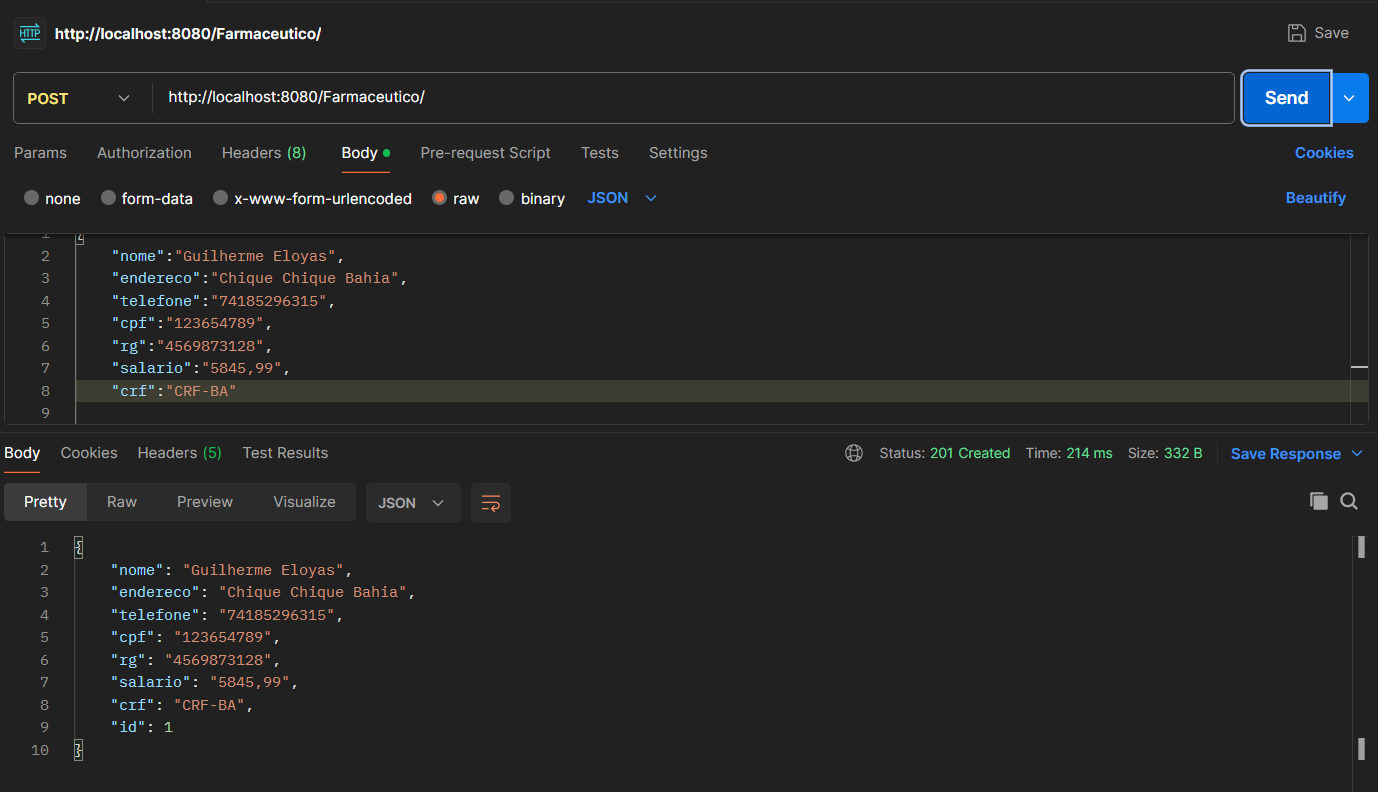 HTTP http://localhost:8080/Farmaceutico/ Save
POST http://localhost:8080/Farmaceutico/ Send
Params Authorization Headers (8) Body Pre-request Script Tests Settings Cookies
none form-data x-www-form-urlencoded raw binary JSON Beautify
1 {
2 "nome":"Guilherme Eloyas",
3 "endereco":"Chique Chique Bahia",
4 "telefone":"74185296315",
5 "cpf":"123654789",
6 "rg":"4569873128",
7 "salario":"5845,99",
8 "crf":"CRF-BA"
9
Body Cookies Headers (5) Test Results Status: 201 Created Time: 214 ms Size: 332 B Save Response
Pretty Raw Preview Visualize JSON
1 {
2 "nome": "Guilherme Eloyas",
3 "endereco": "Chique Chique Bahia",
4 "telefone": "74185296315",
5 "cpf": "123654789",
6 "rg": "4569873128",
7 "salario": "5845,99",
8 "crf": "CRF-BA",
9 "id": 1
10 }